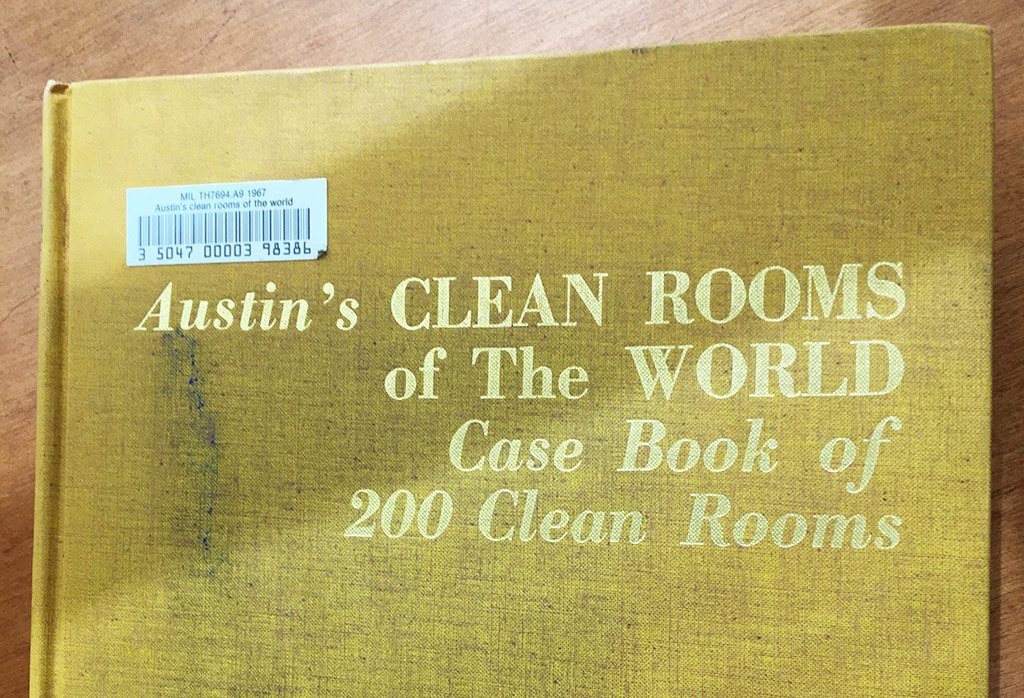 MIL TH7694.A9 1967
Austin's clean rooms of the world
3 5047 00003 98386
Austin's CLEAN ROOMS
of The WORLD
Case Book of
200 Clean Rooms